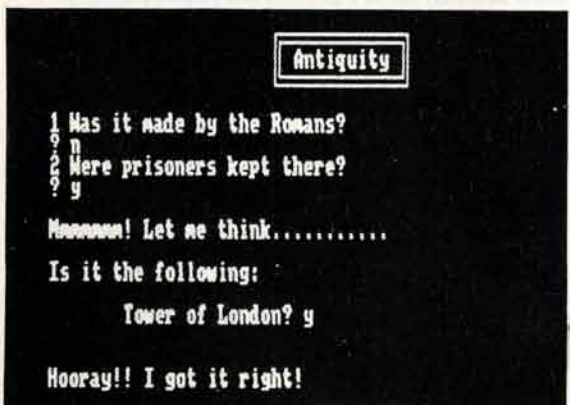 Antiquity
1 Was it made by the Romans?
? n
2 Were prisoners kept there?
? y
Mmmmmmm! Let me think...........
Is it the following:
Tower of London? y
Hooray!! I got it right!